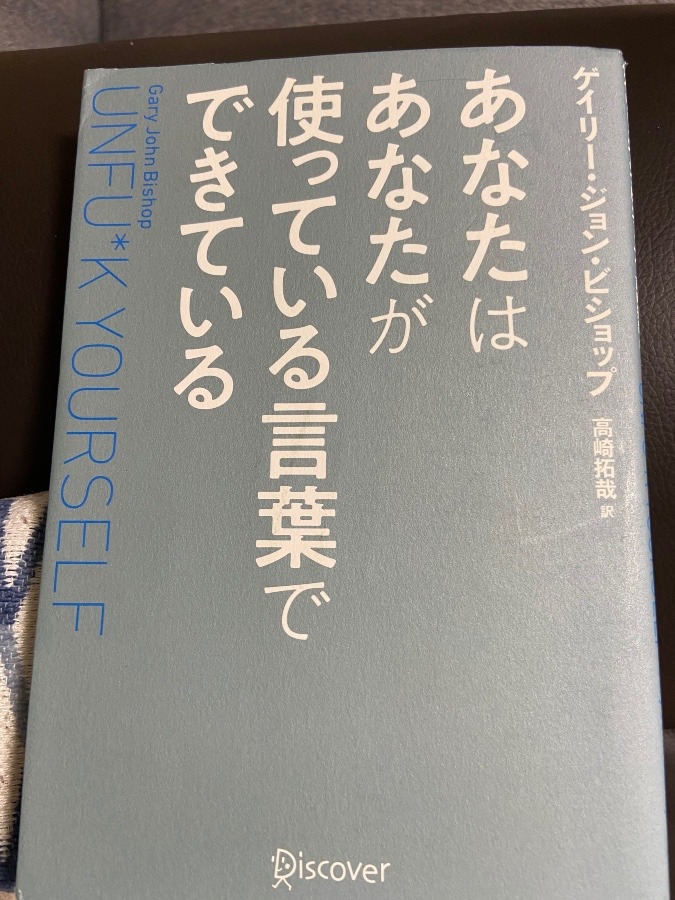 ゲイリー・ジョン・ビショップ
高崎拓哉 訳
あなたは
あなたが
使っている言葉で
できている
Gary John Bishop
UNFU*K YOURSELF
Discover